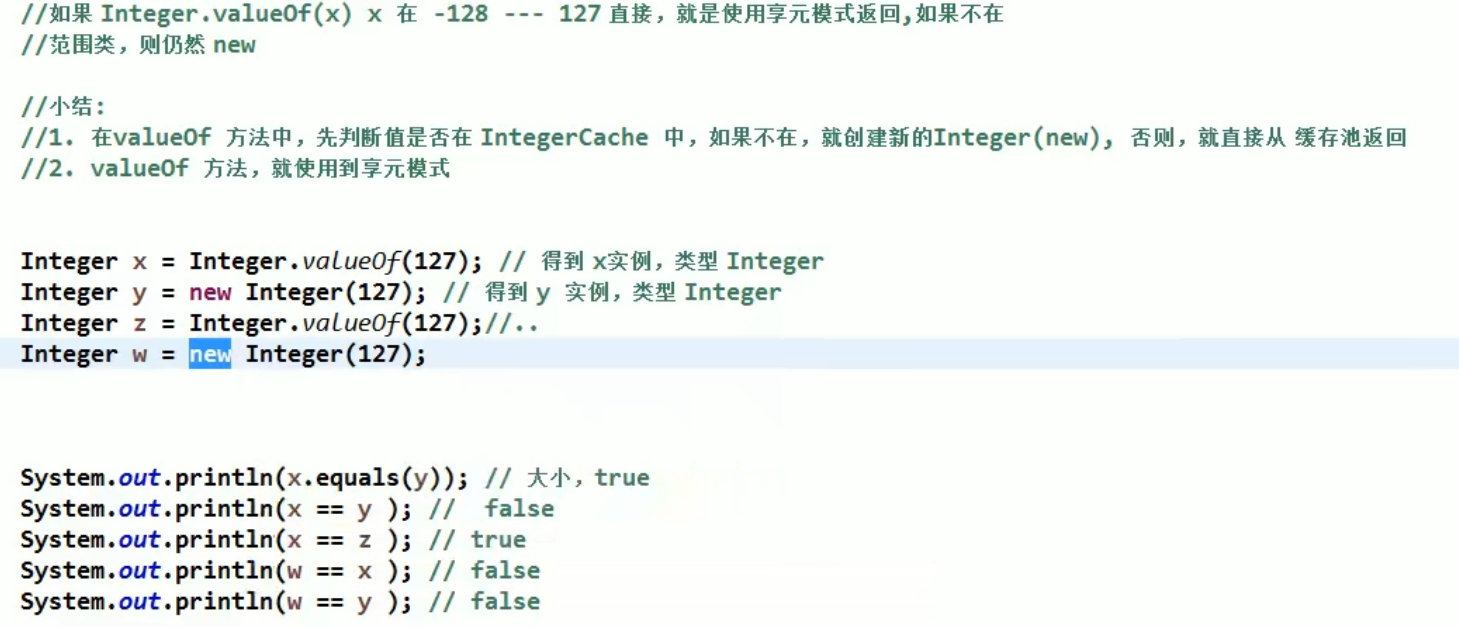 //如果 Integer.valueOf(x) x 在 -128 --- 127 直接，就是使用享元模式返回,如果不在
//范围类，则仍然 new
//小结:
//1. 在valueOf 方法中，先判断值是否在 IntegerCache 中，如果不在，就创建新的Integer(new), 否则，就直接从 缓存池返回
//2. valueOf 方法，就使用到享元模式
Integer x = Integer.valueOf(127); // 得到 x实例，类型 Integer
Integer y = new Integer(127); // 得到 y 实例，类型 Integer
Integer z = Integer.valueOf(127);//..
Integer w = new Integer(127);
System.out.println(x.equals(y)); // 大小，true
System.out.println(x == y ); //  false
System.out.println(x == z ); // true
System.out.println(w == x ); // false
System.out.println(w == y ); // false